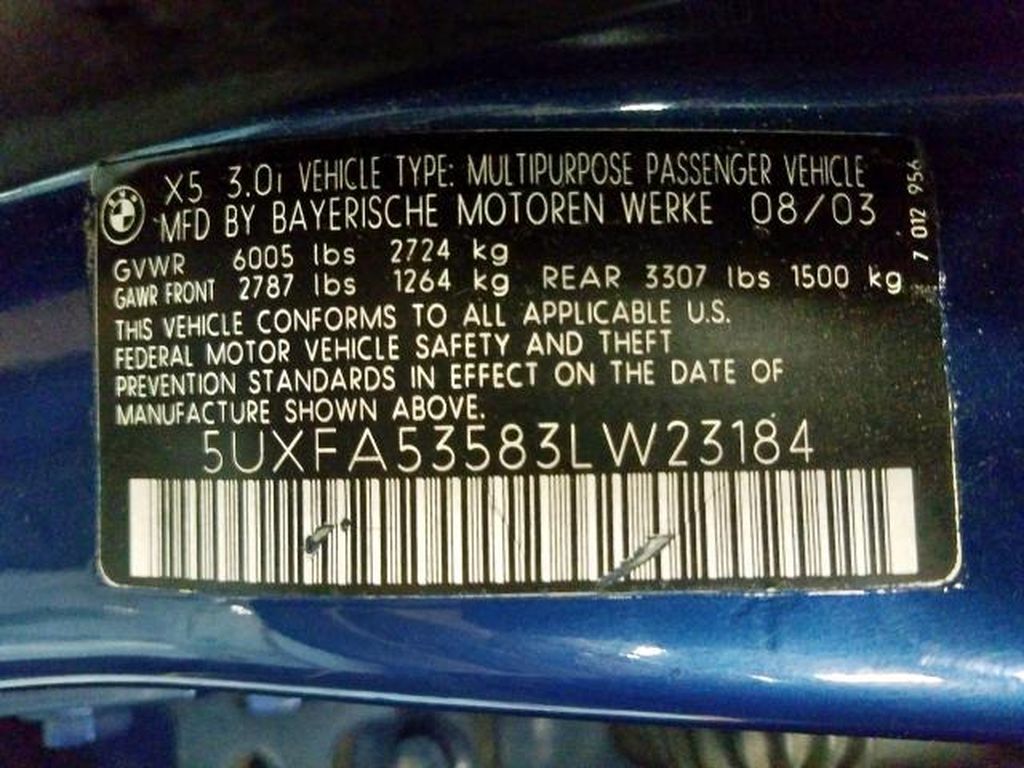 X5 3.0i VEHICLE TYPE: MULTIPURPOSE PASSENGER VEHICLE
MFD BY BAYERISCHE MOTOREN WERKE 08/03
GVWR 6005 lbs 2724 kg
GAWR FRONT 2787 lbs 1264 kg REAR 3307 lbs 1500 kg
THIS VEHICLE CONFORMS TO ALL APPLICABLE U.S.
FEDERAL MOTOR VEHICLE SAFETY AND THEFT
PREVENTION STANDARDS IN EFFECT ON THE DATE OF
MANUFACTURE SHOWN ABOVE.
5UXFA53583LW23184
7 012 956